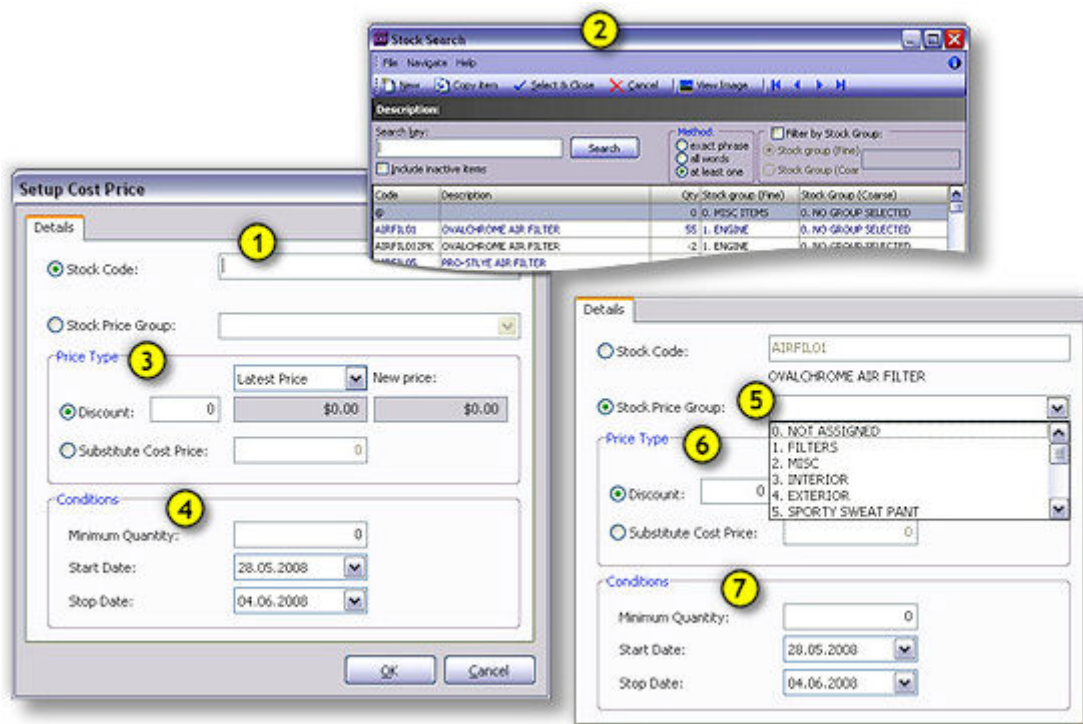 2
Stock Search
File Navigate Help
New Copy item Select & Close Cancel View Image
Description:
Search key:
Search
Include inactive items
Method:
exact phrase
all words
at least one
Filter by Stock Group:
Stock group (Fine)
Stock Group (Coar
Code Description Qty Stock group (Fine) Stock Group (Coarse)
@ 0 0. MISC ITEMS 0. NO GROUP SELECTED
AIRFIL01 OVALCHROME AIR FILTER 55 1. ENGINE 0. NO GROUP SELECTED
AIRFIL012PK OVALCHROME AIR FILTER -2 1. ENGINE 0. NO GROUP SELECTED
AIRFIL05 PRO-STLYE AIR FILTER
Setup Cost Price
Details
1
Stock Code:
Stock Price Group:
Price Type
3
Latest Price New price:
Discount: 0 $0.00 $0.00
Substitute Cost Price: 0
Conditions
4
Minimum Quantity: 0
Start Date: 28.05.2008
Stop Date: 04.06.2008
OK Cancel
Details
Stock Code: AIRFIL01
OVALCHROME AIR FILTER
Stock Price Group:
5
0. NOT ASSIGNED
1. FILTERS
2. MISC
3. INTERIOR
4. EXTERIOR
5. SPORTY SWEAT PANT
Price Type
6
Discount: 0
Substitute Cost Price: 0
Conditions
7
Minimum Quantity: 0
Start Date: 28.05.2008
Stop Date: 04.06.2008